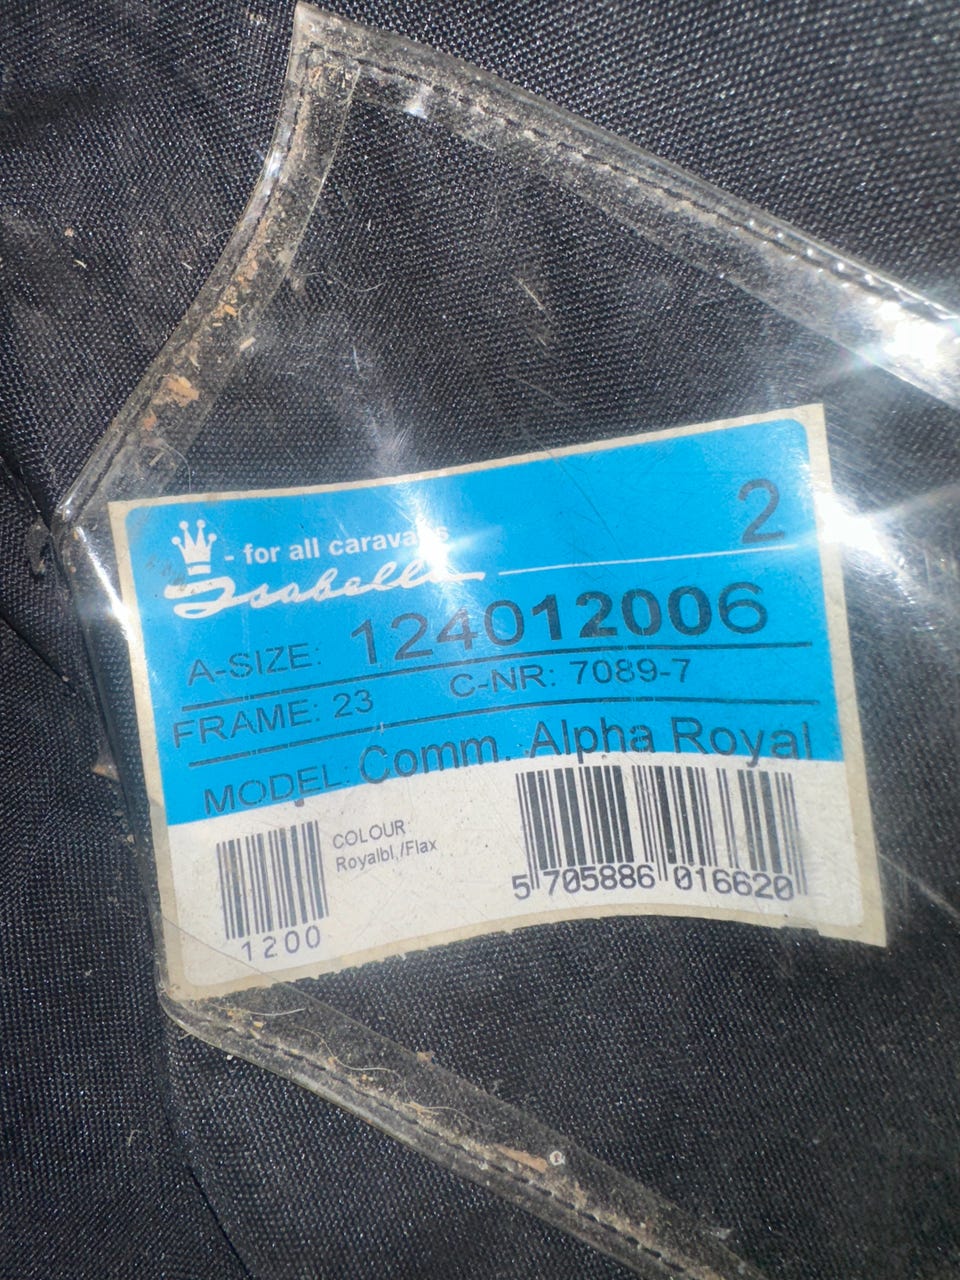 2
- for all caravans
Isabella
A-SIZE: 124012006
FRAME: 23 C-NR: 7089-7
MODEL: Comm. Alpha Royal
COLOUR:
Royalbl./Flax
1200
5 705886 016620